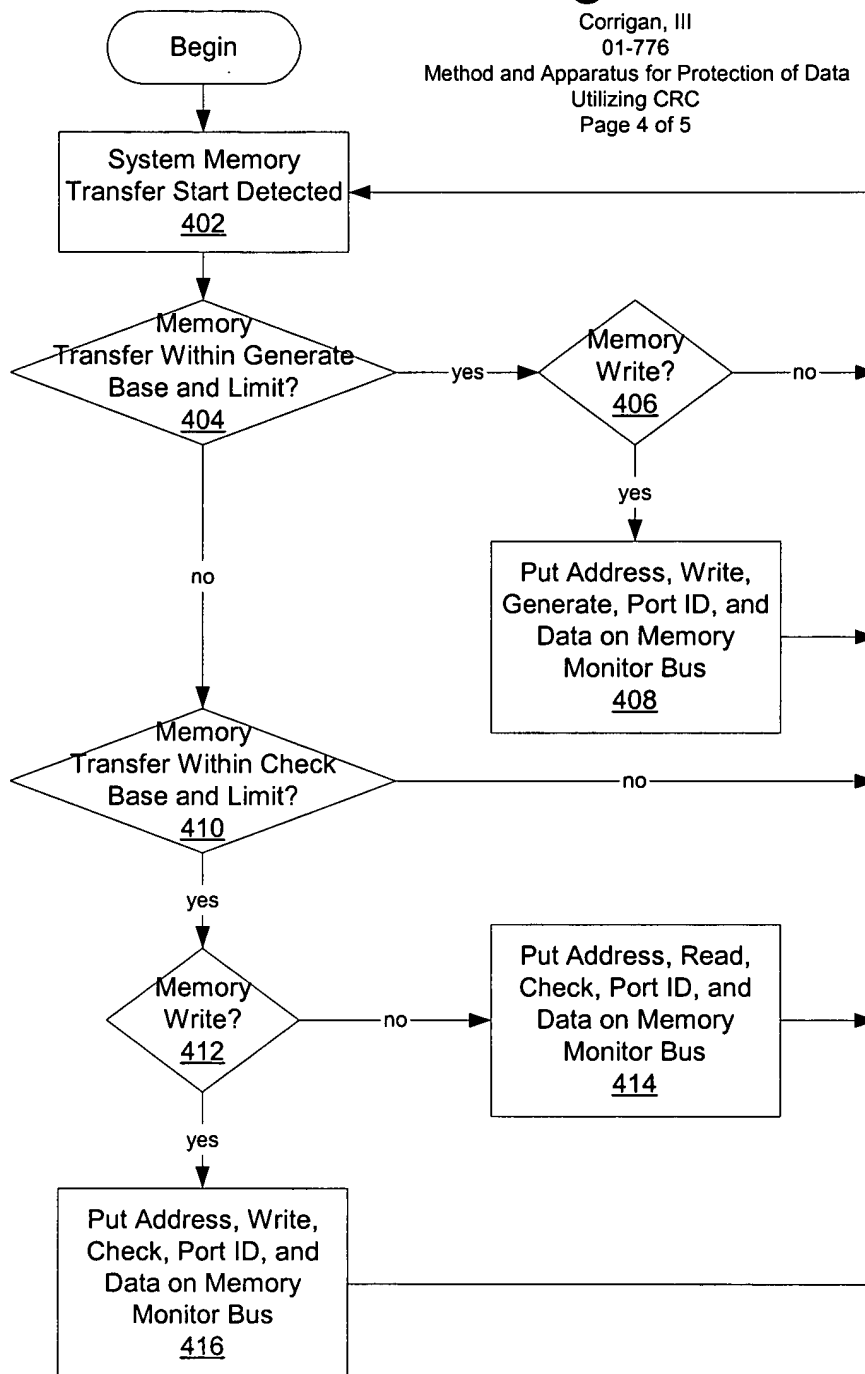 Corrigan, III
01-776
Method and Apparatus for Protection of Data
Utilizing CRC
Page 4 of 5
Begin
System Memory
Transfer Start Detected
402
Memory
Transfer Within Generate
Base and Limit?
404
yes
Memory
Write?
406
no
yes
Put Address, Write,
Generate, Port ID, and
Data on Memory
Monitor Bus
408
no
Memory
Transfer Within Check
Base and Limit?
410
no
yes
Memory
Write?
412
no
Put Address, Read,
Check, Port ID, and
Data on Memory
Monitor Bus
414
yes
Put Address, Write,
Check, Port ID, and
Data on Memory
Monitor Bus
416